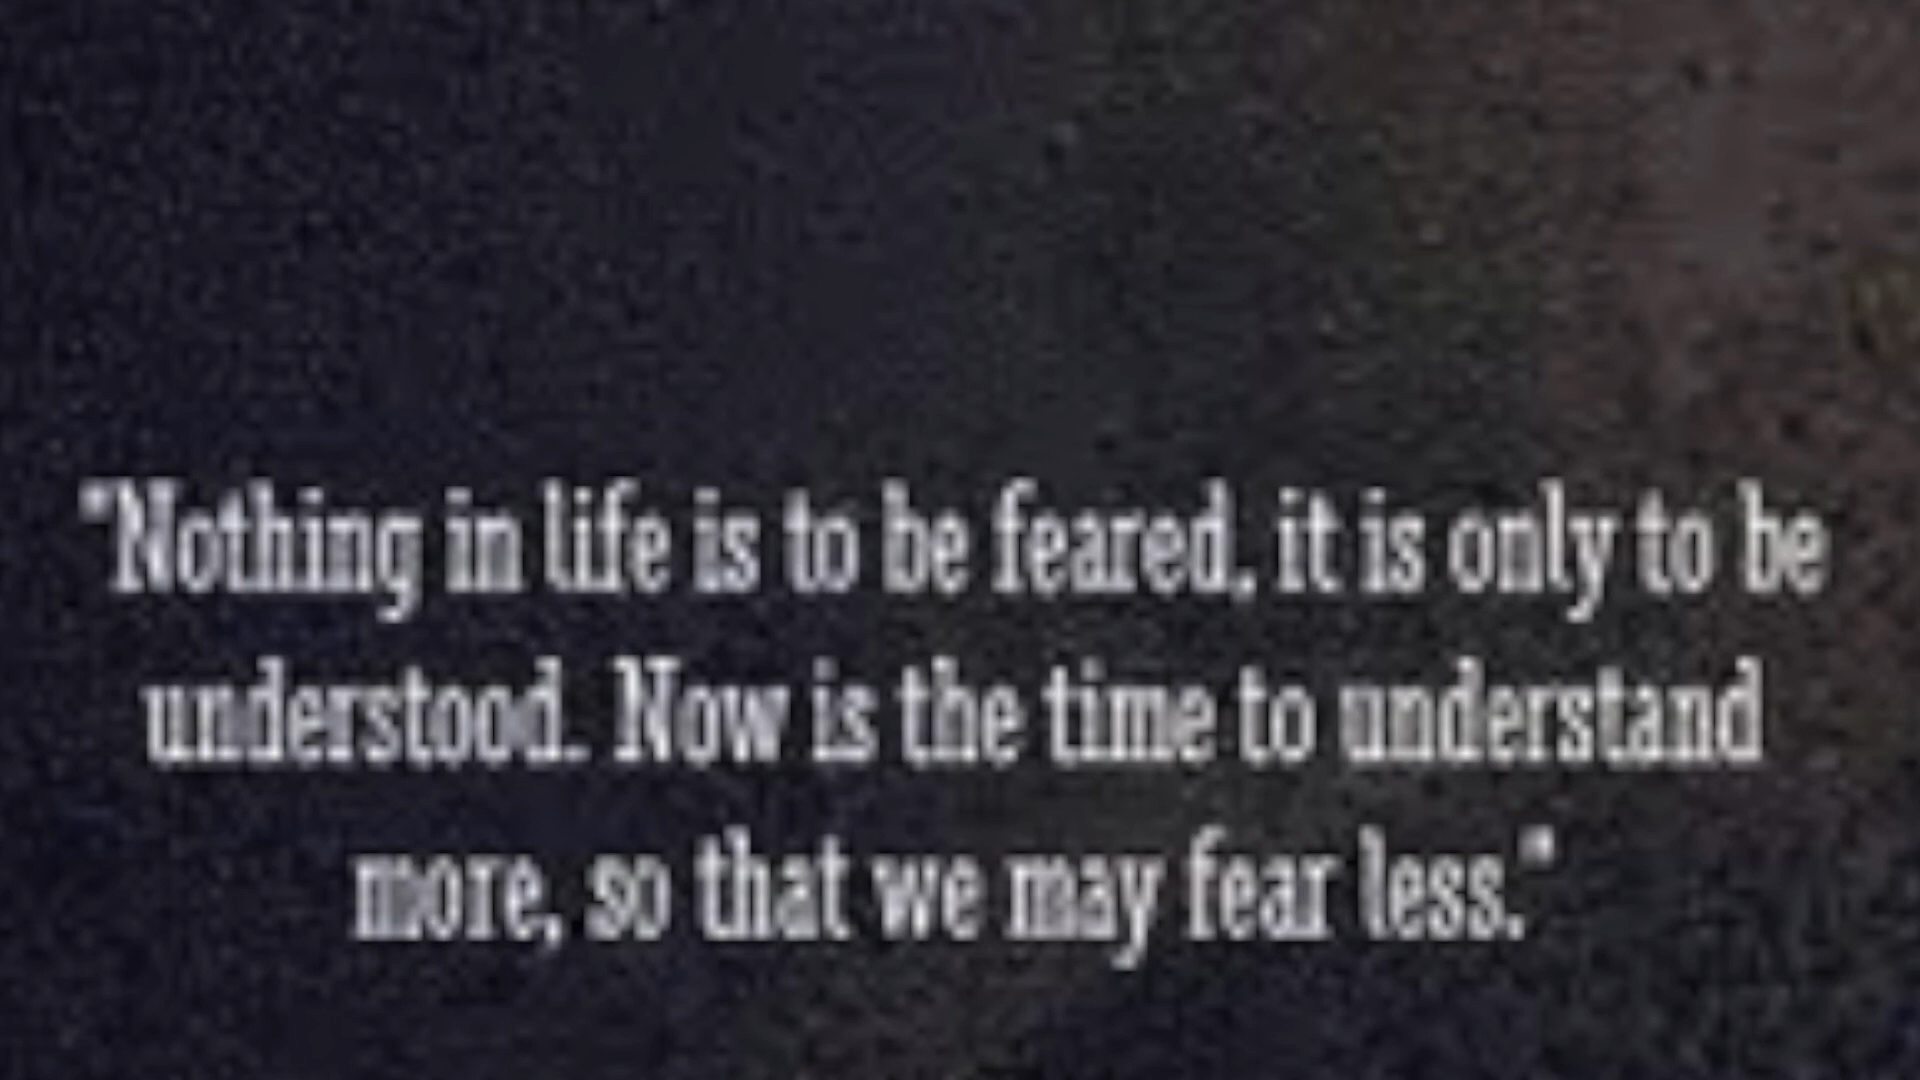 "Nothing in life is to be feared, it is only to be
understood. Now is the time to understand
more, so that we may fear less."